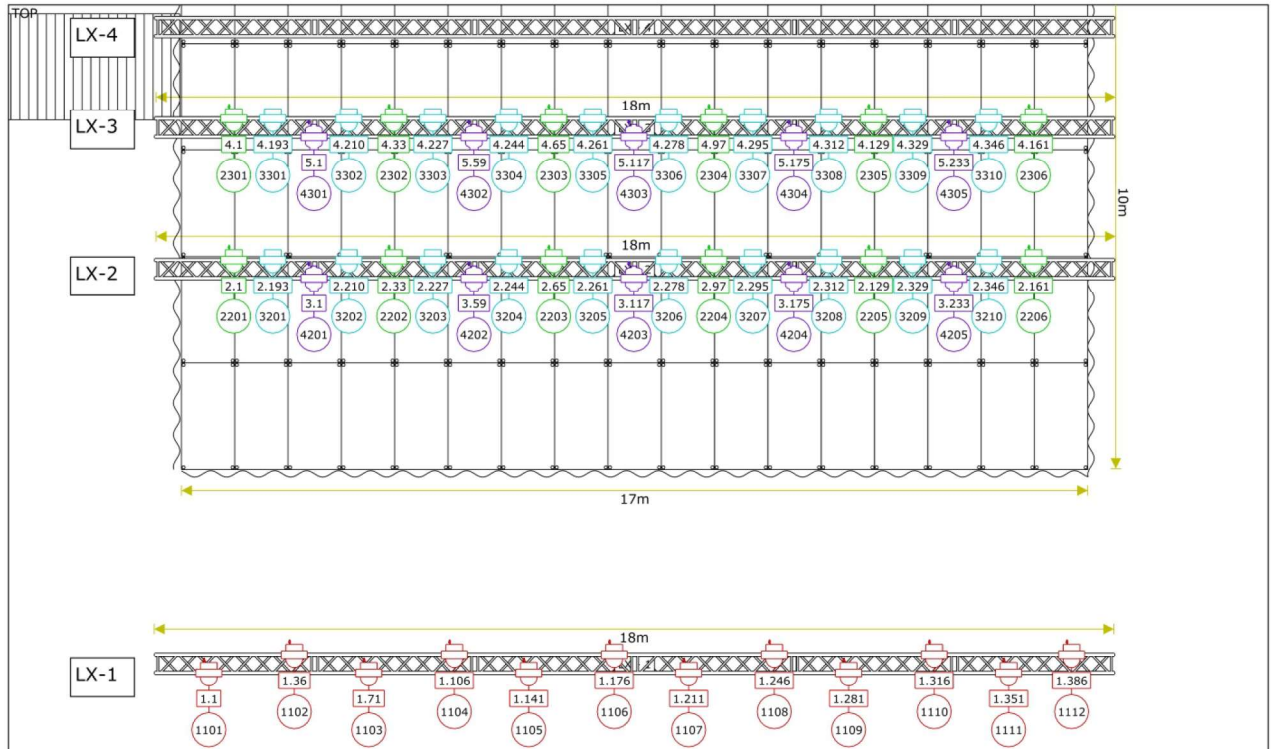 TOP
LX-4
LX 4
18m
LX-3
4.1 4.193 4.210 4.33 4.227 4.244 4.65 4.261 4.278 4.97 4.295 4.312 4.129 4.329 4.346 4.161
5.1 5.59 5.117 5.175 5.233
2301 3301 3302 2302 3303 3304 2303 3305 3306 2304 3307 3308 2305 3309 3310 2306
4301 4302 4303 4304 4305
10m
18m
LX-2
2.1 2.193 2.210 2.33 2.227 2.244 2.65 2.261 2.278 2.97 2.295 2.312 2.129 2.329 2.346 2.161
3.1 3.59 3.117 3.175 3.233
2201 3201 3202 2202 3203 3204 2203 3205 3206 2204 3207 3208 2205 3209 3210 2206
4201 4202 4203 4204 4205
17m
18m
LX-1
1.36 1.106 1.176 1.246 1.316 1.386
1.1 1.71 1.141 1.211 1.281 1.351
1102 1104 1106 1108 1110 1112
1101 1103 1105 1107 1109 1111